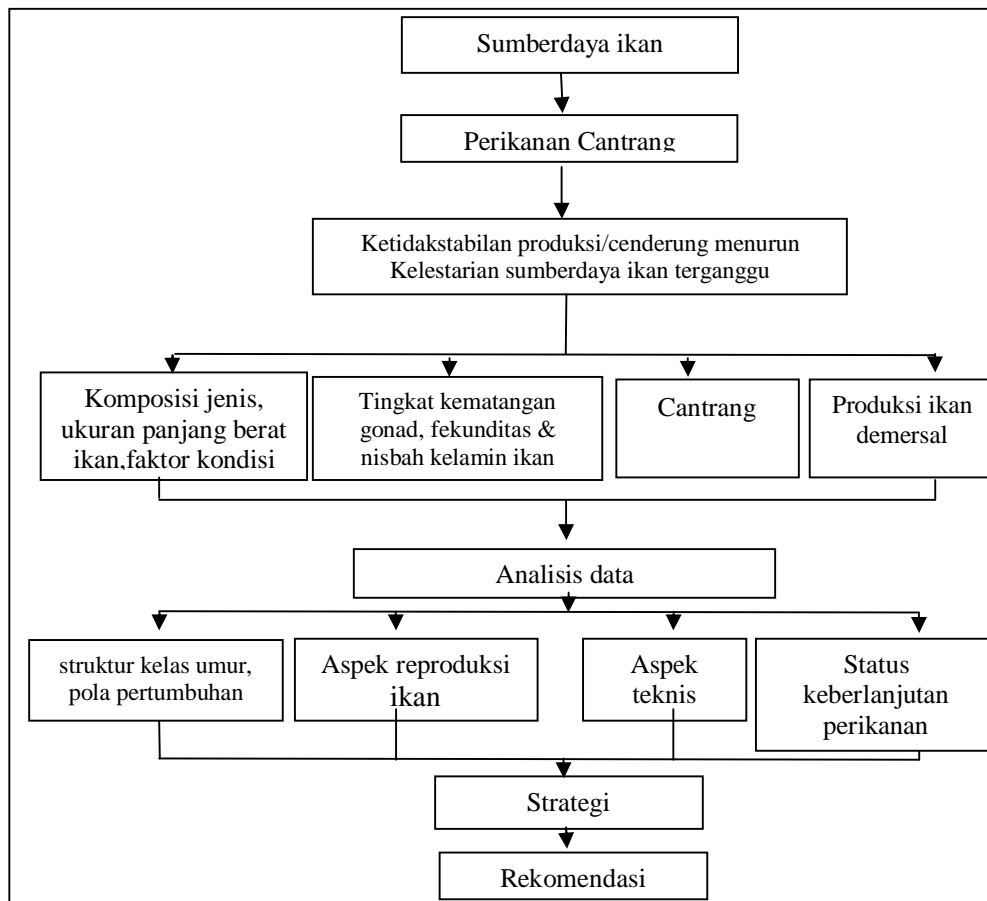 Sumberdaya ikan
Perikanan Cantrang
Ketidakstabilan produksi/cenderung menurun
Kelestarian sumberdaya ikan terganggu
Komposisi jenis,
ukuran panjang berat
ikan,faktor kondisi
Tingkat kematangan
gonad, fekunditas &
nisbah kelamin ikan
Cantrang
Produksi ikan
demersal
Analisis data
struktur kelas umur,
pola pertumbuhan
Aspek reproduksi
ikan
Aspek
teknis
Status
keberlanjutan
perikanan
Strategi
Rekomendasi